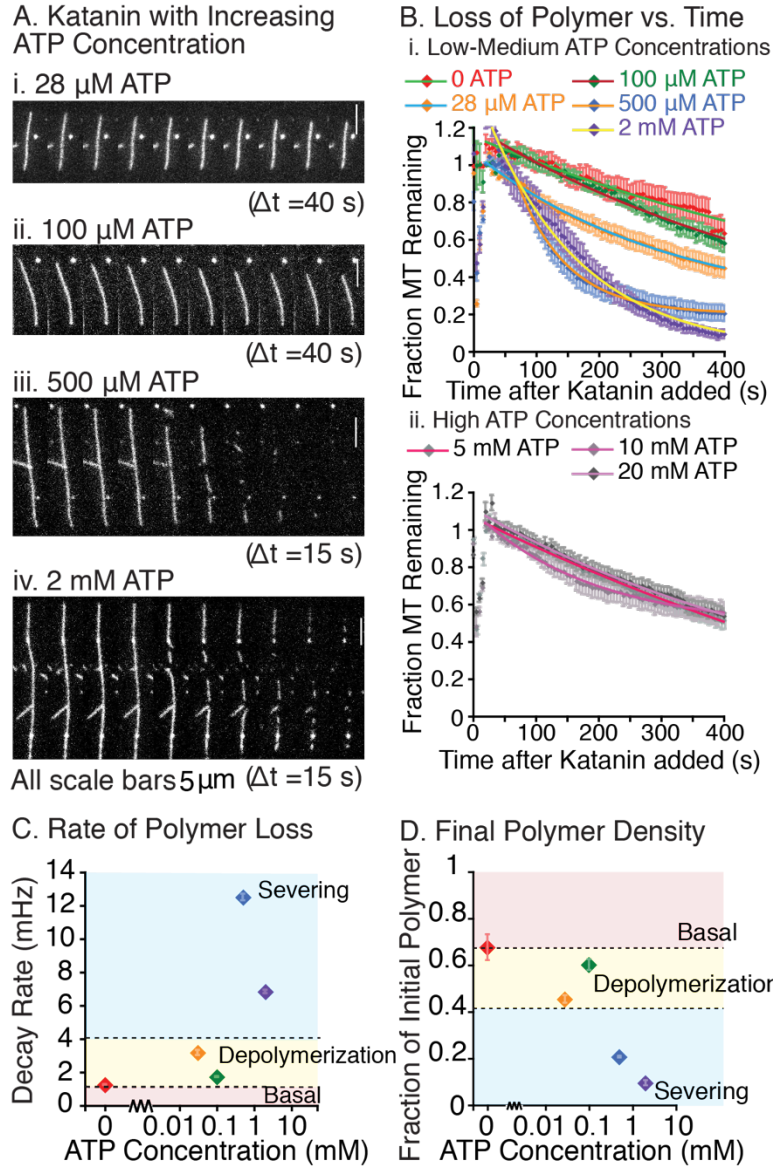 A. Katanin with Increasing
ATP Concentration
i. 28 μM ATP
(Δt =40 s)
ii. 100 μM ATP
(Δt =40 s)
iii. 500 μM ATP
(Δt =15 s)
iv. 2 mM ATP
All scale bars 5 μm (Δt =15 s)
B. Loss of Polymer vs. Time
i. Low-Medium ATP Concentrations
0 ATP
100 μM ATP
28 μM ATP
500 μM ATP
2 mM ATP
Fraction MT Remaining
1.2
1
0.8
0.6
0.4
0.2
0
0 100 200 300 400
Time after Katanin added (s)
ii. High ATP Concentrations
5 mM ATP
10 mM ATP
20 mM ATP
Fraction MT Remaining
1.2
1
0.8
0.6
0.4
0.2
0
0 100 200 300 400
Time after Katanin added (s)
C. Rate of Polymer Loss
Decay Rate (mHz)
14
12
10
8
6
4
2
0
Severing
Depolymerization
Basal
0 0.01 0.1 1 10
ATP Concentration (mM)
D. Final Polymer Density
Fraction of Initial Polymer
1
0.8
0.6
0.4
0.2
0
Basal
Depolymerization
Severing
0 0.01 0.1 1 10
ATP Concentration (mM)